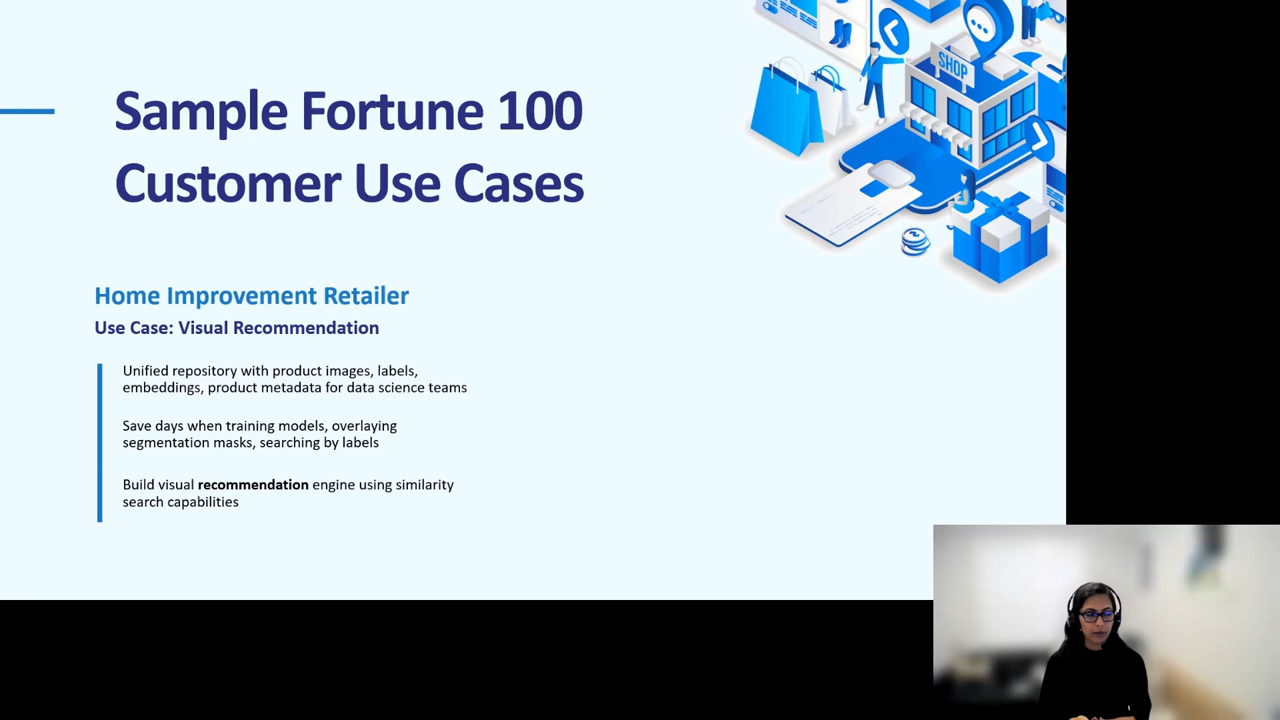 SHOP
Sample Fortune 100
Customer Use Cases
Home Improvement Retailer
Use Case: Visual Recommendation
Unified repository with product images, labels,
embeddings, product metadata for data science teams
Save days when training models, overlaying
segmentation masks, searching by labels
Build visual recommendation engine using similarity
search capabilities